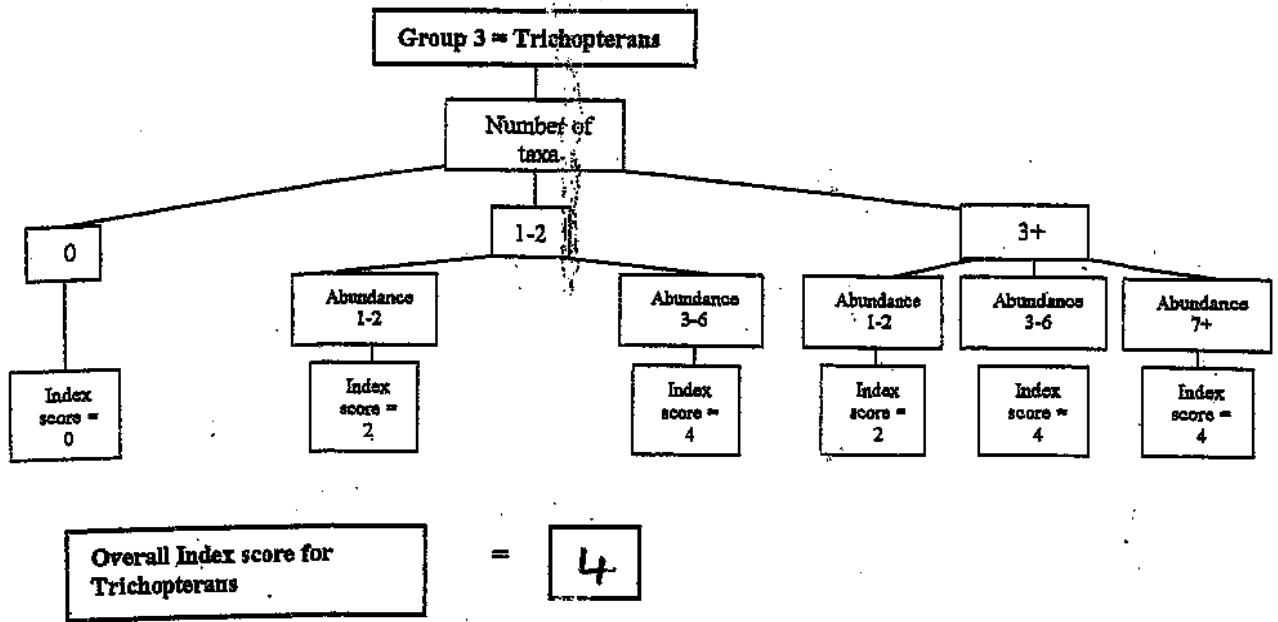 Group 3 = Trichopterans
Number of
taxa.
0
1-2
3+
Abundance
1-2
Abundance
3-6
Abundance
1-2
Abundance
3-6
Abundance
7+
Index
score =
0
Index
score =
2
Index
score =
4
Index
score =
2
Index
score =
4
Index
score =
4
Overall Index score for
Trichopterans
=
4